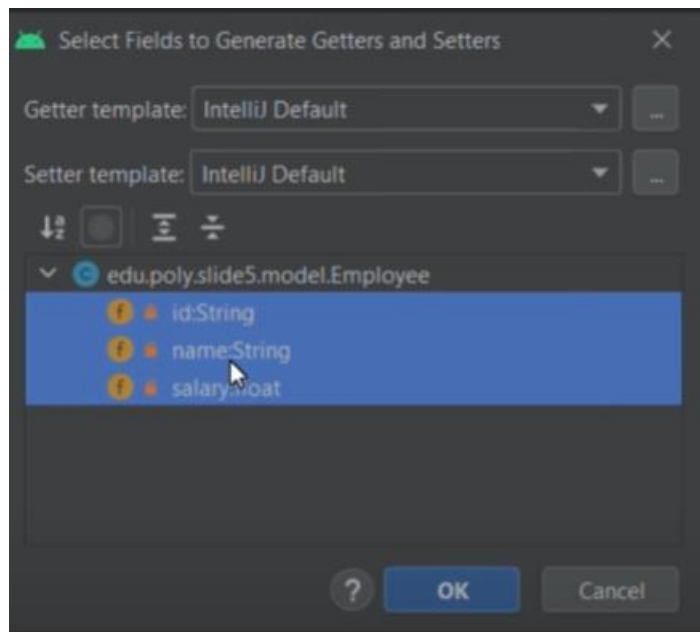 Select Fields to Generate Getters and Setters
Getter template: IntelliJ Default ...
Setter template: IntelliJ Default ...
edu.poly.slide5.model.Employee
id:String
name:String
salary:float
? OK Cancel